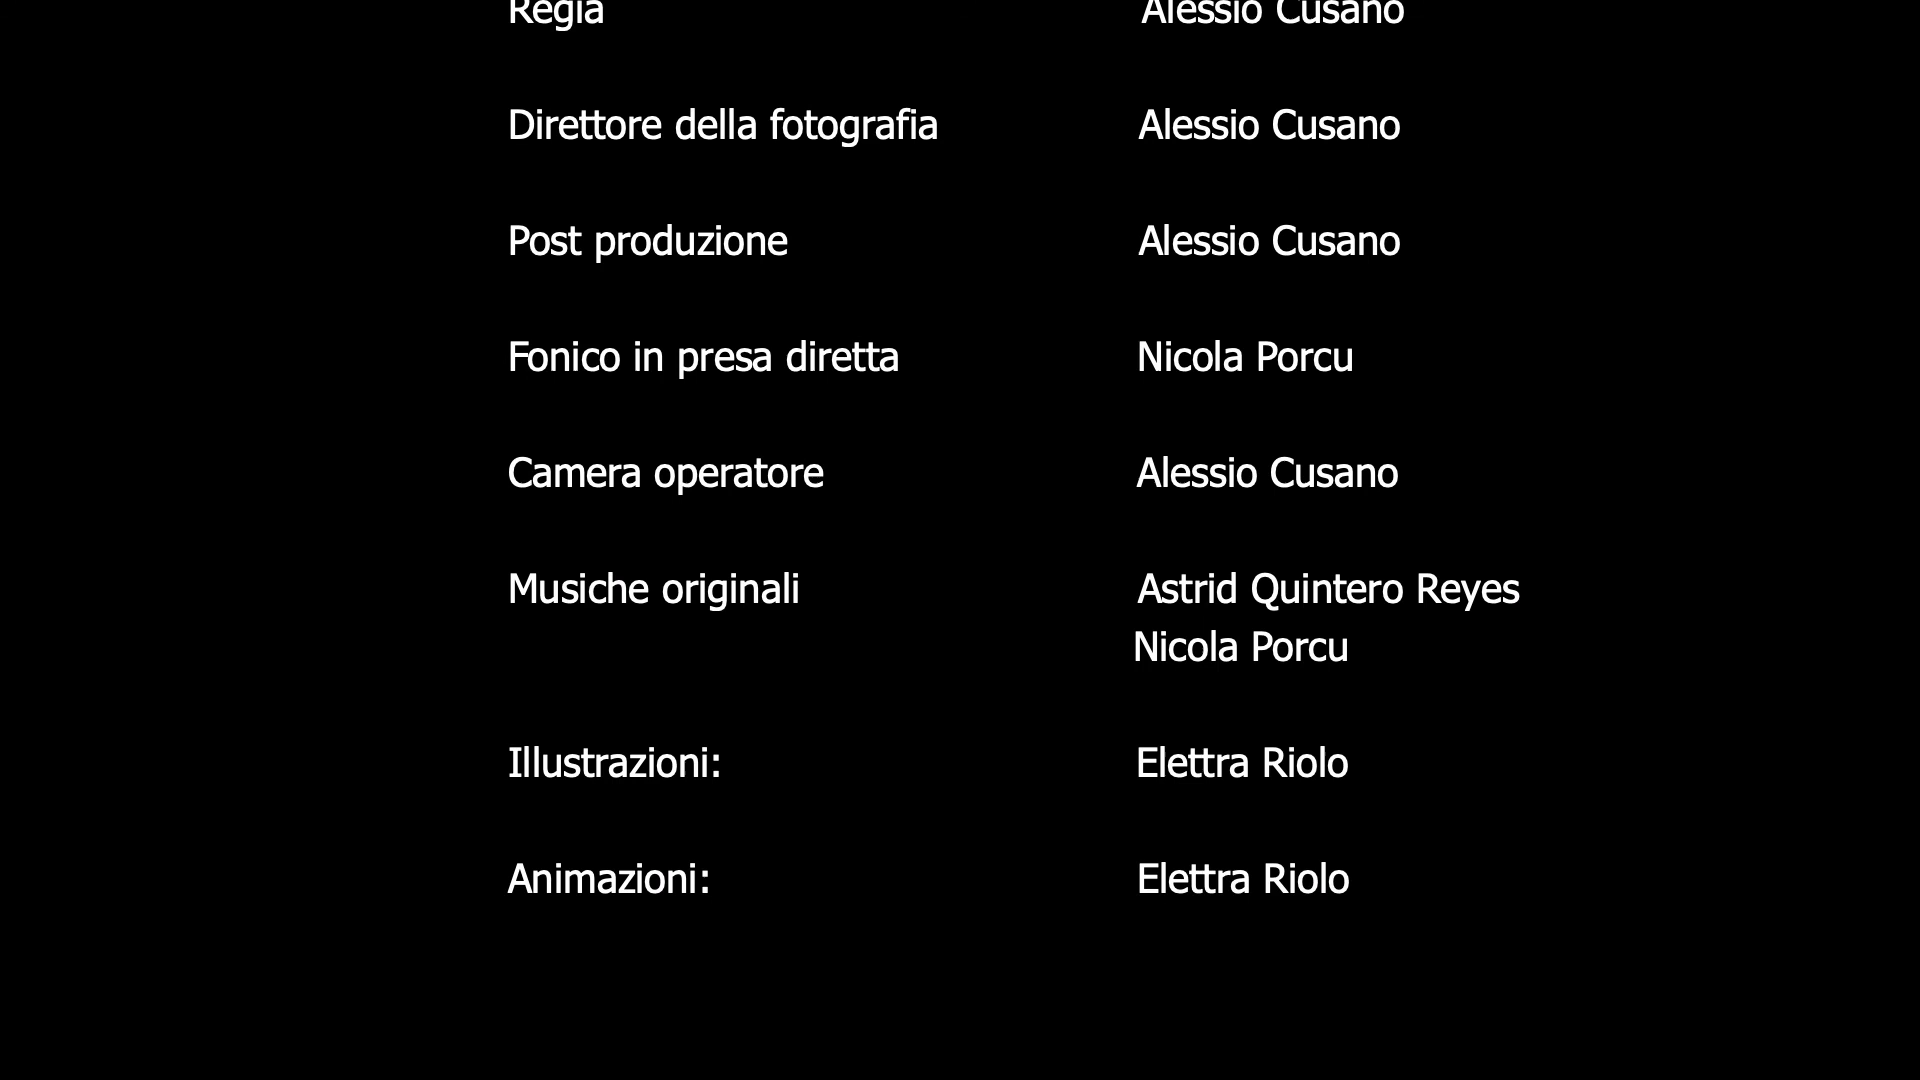 Regia Alessio Cusano
Direttore della fotografia Alessio Cusano
Post produzione Alessio Cusano
Fonico in presa diretta Nicola Porcu
Camera operatore Alessio Cusano
Musiche originali Astrid Quintero Reyes
Nicola Porcu
Illustrazioni: Elettra Riolo
Animazioni: Elettra Riolo